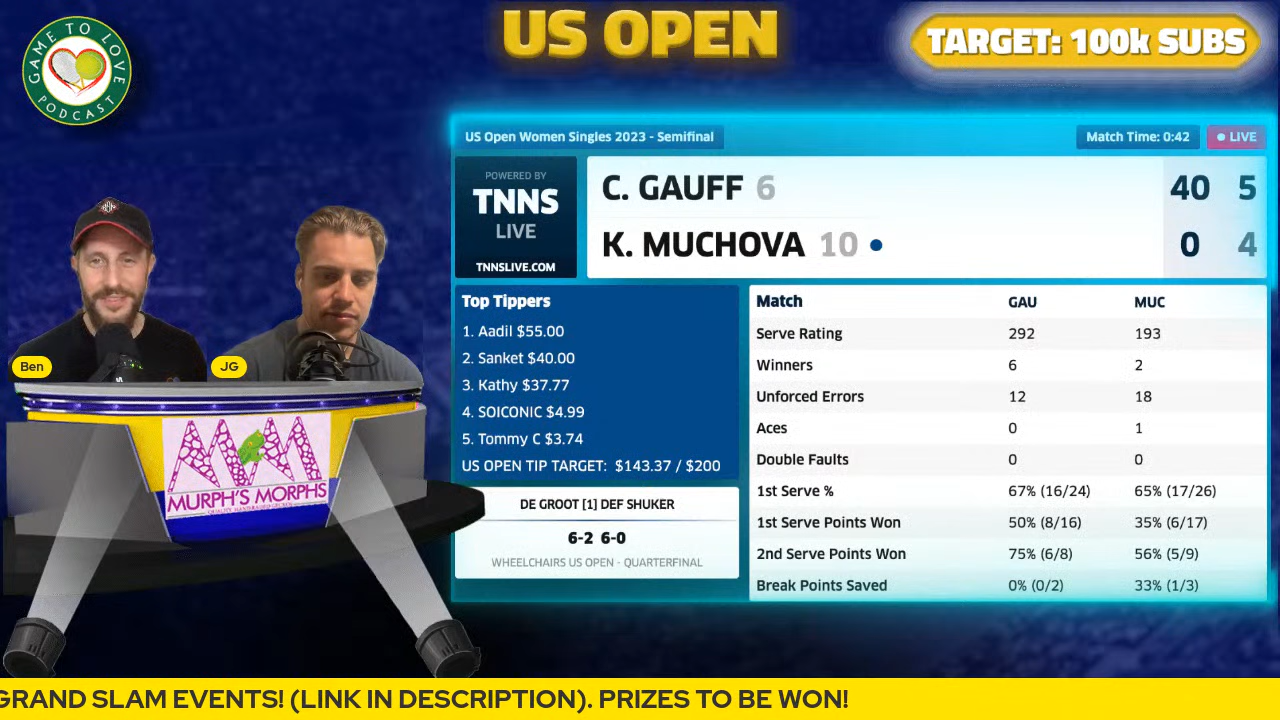 GAME TO LOVE
PODCAST
US OPEN
TARGET: 100k SUBS
US Open Women Singles 2023 - Semifinal
Match Time: 0:42
LIVE
POWERED BY
TNNS
LIVE
TNNSLIVE.COM
C. GAUFF 6 40 5
K. MUCHOVA 10 0 4
Top Tippers
1. Aadil $55.00
2. Sanket $40.00
3. Kathy $37.77
4. SOICONIC $4.99
5. Tommy C $3.74
US OPEN TIP TARGET: $143.37 / $200
DE GROOT [1] DEF SHUKER
6-2 6-0
WHEELCHAIRS US OPEN - QUARTERFINAL
Match GAU MUC
Serve Rating 292 193
Winners 6 2
Unforced Errors 12 18
Aces 0 1
Double Faults 0 0
1st Serve % 67% (16/24) 65% (17/26)
1st Serve Points Won 50% (8/16) 35% (6/17)
2nd Serve Points Won 75% (6/8) 56% (5/9)
Break Points Saved 0% (0/2) 33% (1/3)
Ben
JG
MM
MURPH'S MORPHS
GRAND SLAM EVENTS! (LINK IN DESCRIPTION). PRIZES TO BE WON!